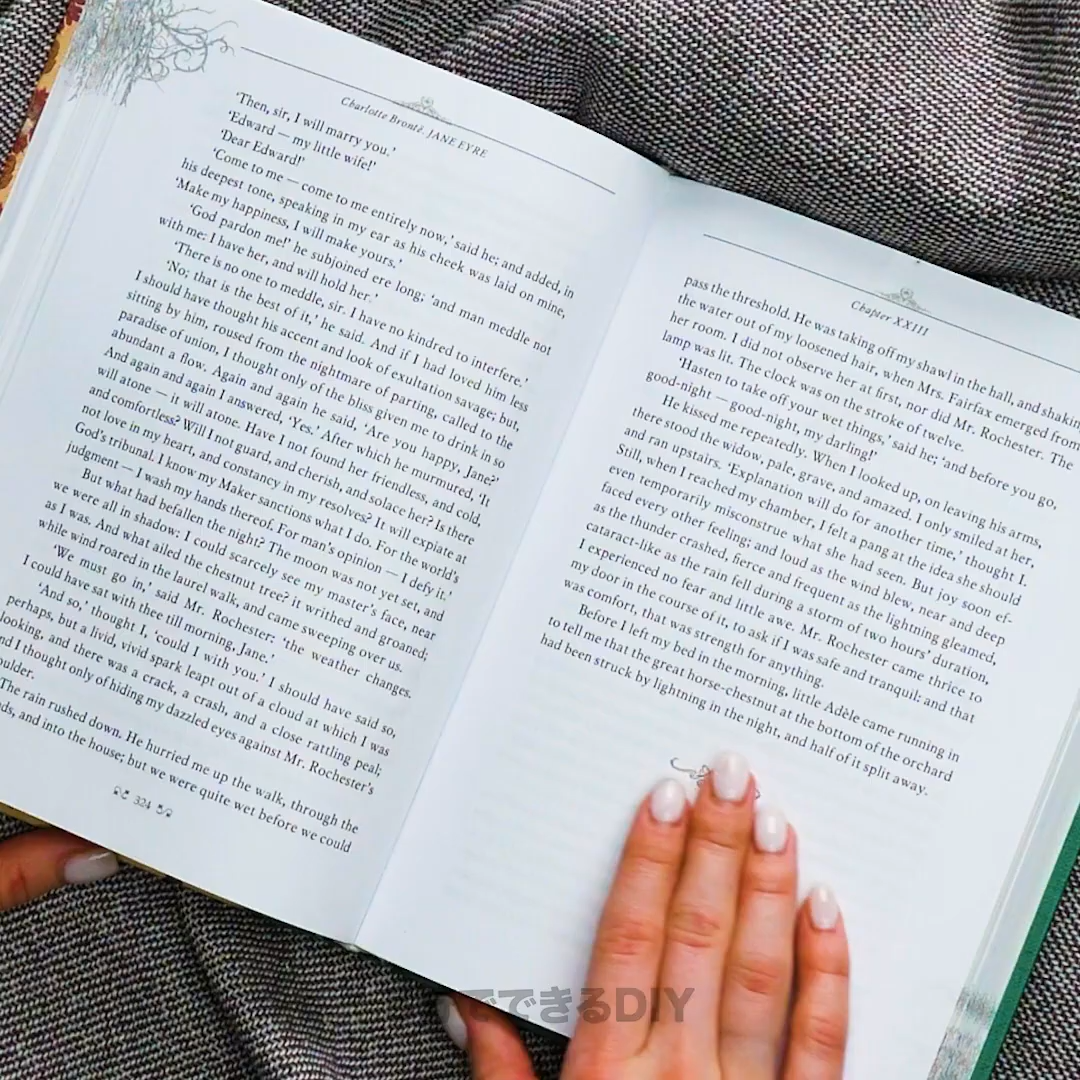 Charlotte Brontë. JANE EYRE
‘Then, sir, I will marry you.’
‘Edward — my little wife!’
‘Dear Edward!’
‘Come to me — come to me entirely now,’ said he; and added, in
his deepest tone, speaking in my ear as his cheek was laid on mine,
‘Make my happiness, I will make yours.’
‘God pardon me!’ he subjoined ere long; ‘and man meddle not
with me: I have her, and will hold her.’
‘There is no one to meddle, sir. I have no kindred to interfere.’
‘No; that is the best of it,’ he said. And if I had loved him less
I should have thought his accent and look of exultation savage; but,
sitting by him, roused from the nightmare of parting, called to the
paradise of union, I thought only of the bliss given me to drink in so
abundant a flow. Again and again he said, ‘Are you happy, Jane?’
And again and again I answered, ‘Yes.’ After which he murmured, ‘It
will atone — it will atone. Have I not found her friendless, and cold,
and comfortless? Will I not guard, and cherish, and solace her? Is there
not love in my heart, and constancy in my resolves? It will expiate at
God's tribunal. I know my Maker sanctions what I do. For the world's
judgment — I wash my hands thereof. For man's opinion — I defy it.’
But what had befallen the night? The moon was not yet set, and
we were all in shadow: I could scarcely see my master's face, near
as I was. And what ailed the chestnut tree? it writhed and groaned;
while wind roared in the laurel walk, and came sweeping over us.
‘We must go in,’ said Mr. Rochester: ‘the weather changes.
I could have sat with thee till morning, Jane.’
‘And so,’ thought I, ‘could I with you.’ I should have said so,
perhaps, but a livid, vivid spark leapt out of a cloud at which I was
looking, and there was a crack, a crash, and a close rattling peal;
nd I thought only of hiding my dazzled eyes against Mr. Rochester's
oulder.
The rain rushed down. He hurried me up the walk, through the
ds, and into the house; but we were quite wet before we could
324
Chapter XXIII
pass the threshold. He was taking off my shawl in the hall, and shakin
the water out of my loosened hair, when Mrs. Fairfax emerged from
her room. I did not observe her at first, nor did Mr. Rochester. The
lamp was lit. The clock was on the stroke of twelve.
‘Hasten to take off your wet things,’ said he; ‘and before you go,
good-night — good-night, my darling!’
He kissed me repeatedly. When I looked up, on leaving his arms,
there stood the widow, pale, grave, and amazed. I only smiled at her,
and ran upstairs. ‘Explanation will do for another time,’ thought I.
Still, when I reached my chamber, I felt a pang at the idea she should
even temporarily misconstrue what she had seen. But joy soon ef-
faced every other feeling; and loud as the wind blew, near and deep
as the thunder crashed, fierce and frequent as the lightning gleamed,
cataract-like as the rain fell during a storm of two hours' duration,
I experienced no fear and little awe. Mr. Rochester came thrice to
my door in the course of it, to ask if I was safe and tranquil: and that
was comfort, that was strength for anything.
Before I left my bed in the morning, little Adèle came running in
to tell me that the great horse-chestnut at the bottom of the orchard
had been struck by lightning in the night, and half of it split away.
でできるDIY